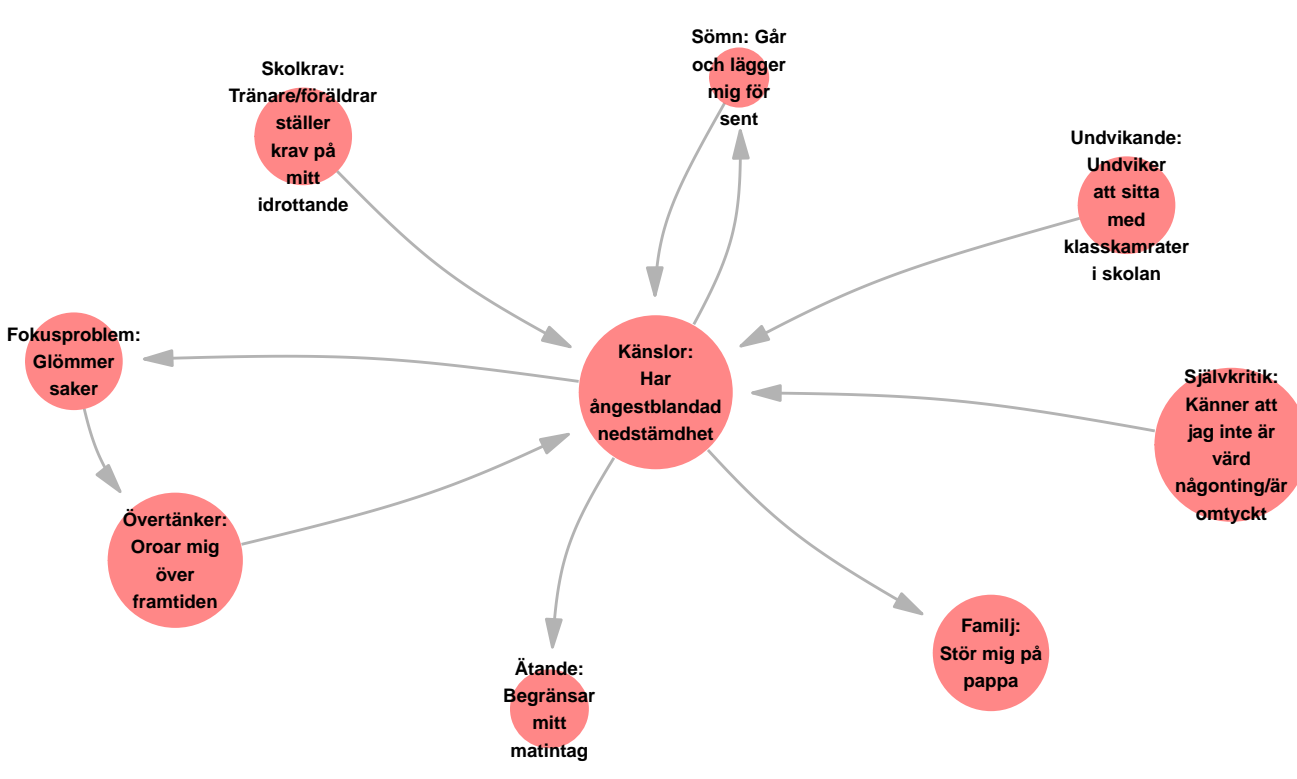 Sömn: Går
och lägger
mig för
sent
Skolkrav:
Tränare/föräldrar
ställer
krav på
mitt
idrottande
Undvikande:
Undviker
att sitta
med
klasskamrater
i skolan
Fokusproblem:
Glömmer
saker
Känslor:
Har
ångestblandad
nedstämdhet
Självkritik:
Känner att
jag inte är
värd
någonting/är
omtyckt
Övertänker:
Oroar mig
över
framtiden
Familj:
Stör mig på
pappa
Ätande:
Begränsar
mitt
matintag